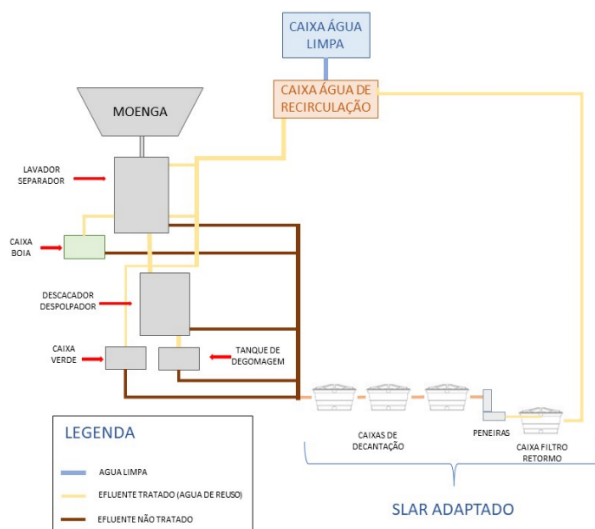 CAIXA ÁGUA
LIMPA
CAIXA ÁGUA DE
RECIRCULAÇÃO
MOENGA
LAVADOR
SEPARADOR
CAIXA
BOIA
DESCACADOR
DESPOLPADOR
CAIXA
VERDE
TANQUE DE
DEGOMAGEM
CAIXAS DE
DECANTAÇÃO
PENEIRAS
CAIXA FILTRO
RETORMO
SLAR ADAPTADO
LEGENDA
AGUA LIMPA
EFLUENTE TRATADO (AGUA DE REUSO)
EFLUENTE NÃO TRATADO